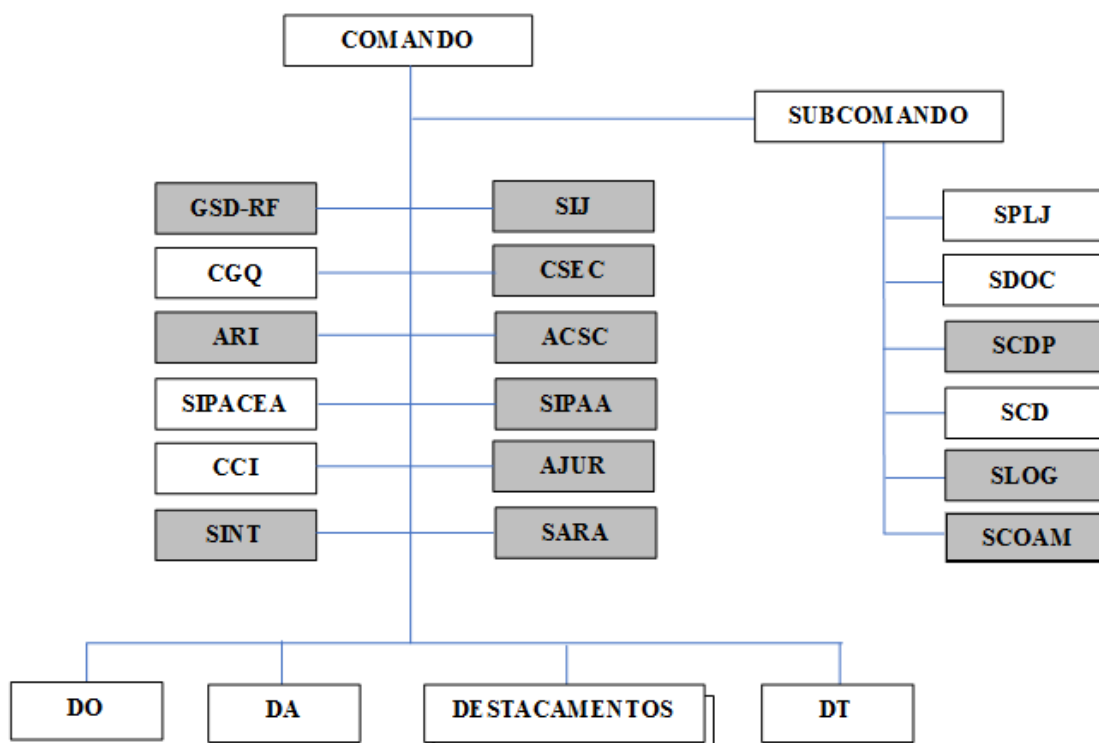 COMANDO
SUBCOMANDO
GSD-RF
SIJ
SPLJ
CGQ
CSEC
SDOC
ARI
ACSC
SCDP
SIPACEA
SIPAA
SCD
CCI
AJUR
SLOG
SINT
SARA
SCOAM
DO
DA
DESTACAMENTOS
DT